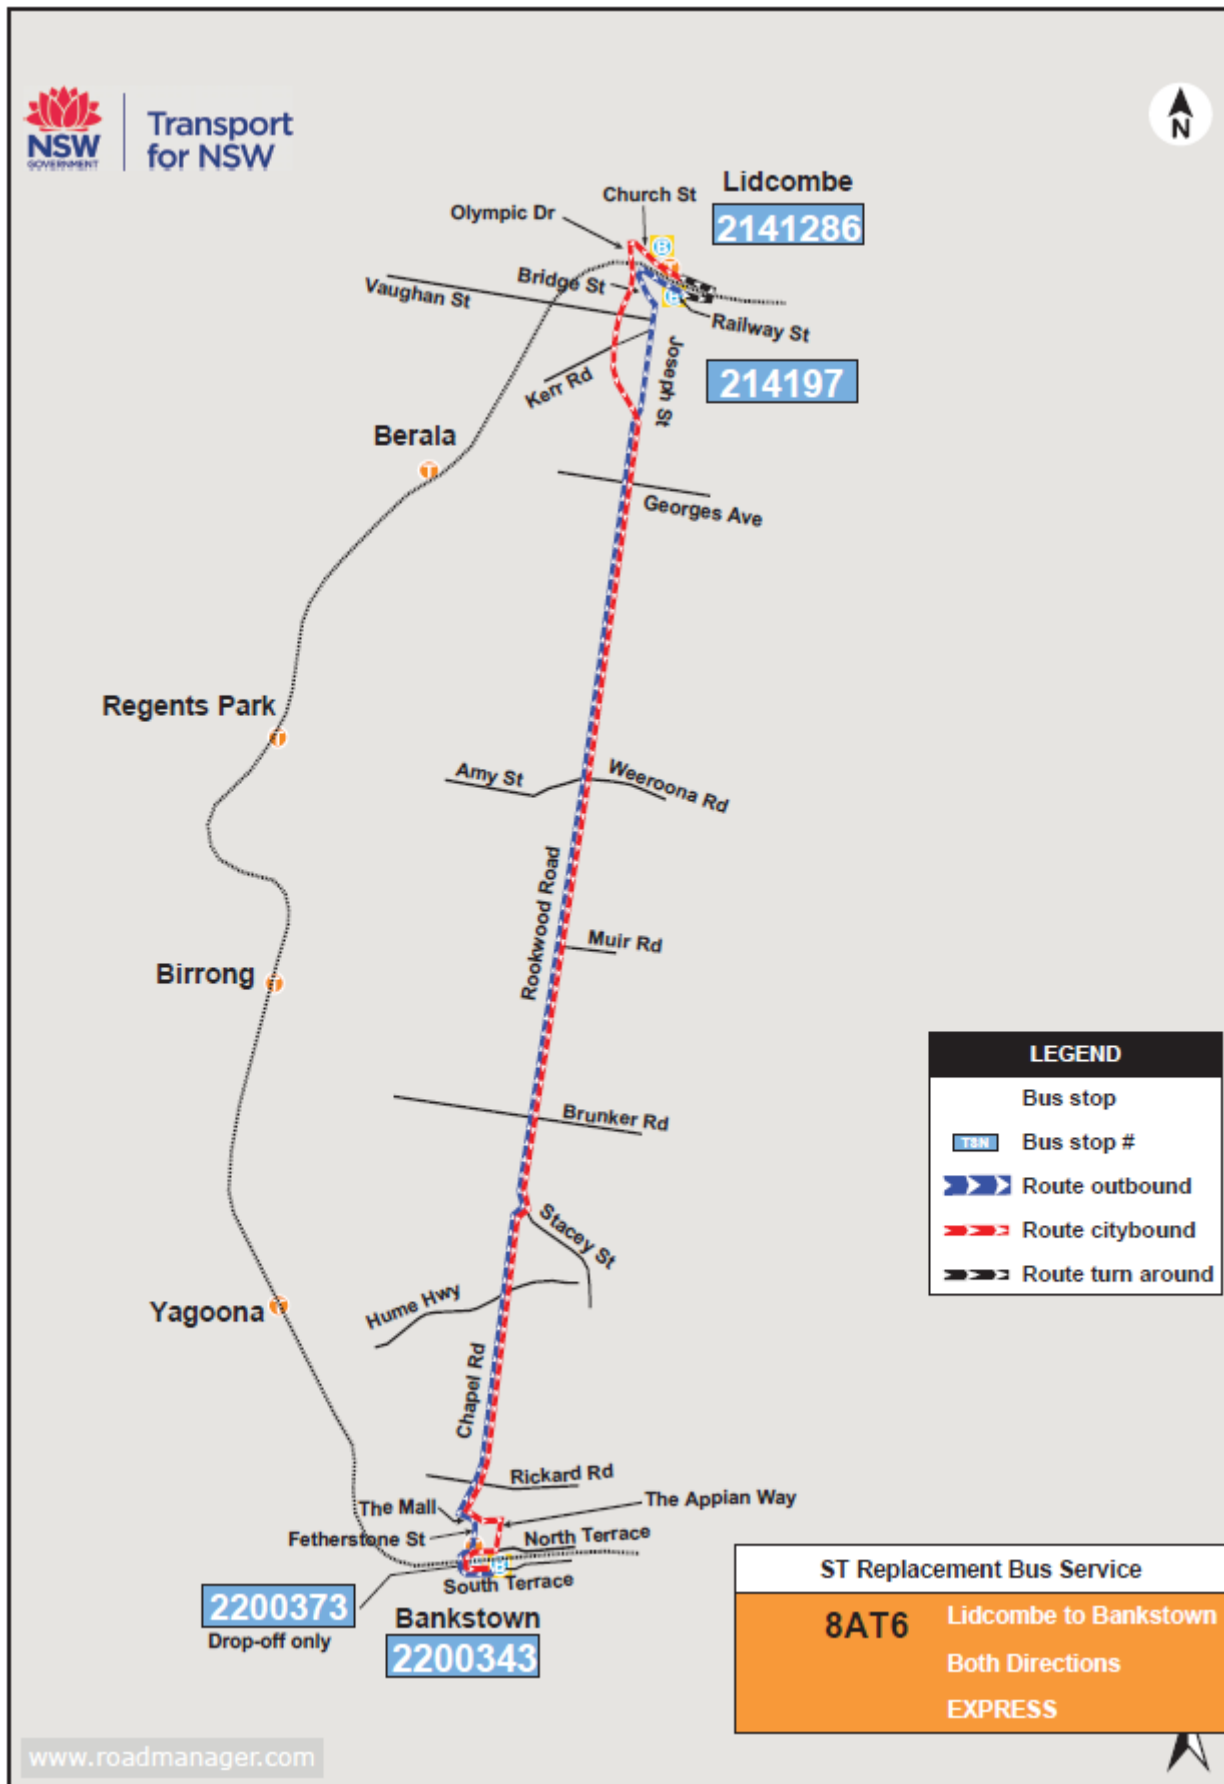 NSW
GOVERNMENT
Transport
for NSW
N
Lidcombe
2141286
Church St
Olympic Dr
B
Bridge St
Vaughan St
B
Railway St
Kerr Rd
Joseph St
214197
Berala
T
Georges Ave
Regents Park
T
Amy St
Weeroona Rd
Rookwood Road
Muir Rd
Birrong
T
Brunker Rd
Stacey St
Hume Hwy
Yagoona
T
Chapel Rd
Rickard Rd
The Mall
The Appian Way
Fetherstone St
North Terrace
B
South Terrace
2200373
Drop-off only
Bankstown
2200343
LEGEND
Bus stop
TSN
Bus stop #
Route outbound
Route citybound
Route turn around
ST Replacement Bus Service
8AT6
Lidcombe to Bankstown
Both Directions
EXPRESS
www.roadmanager.com